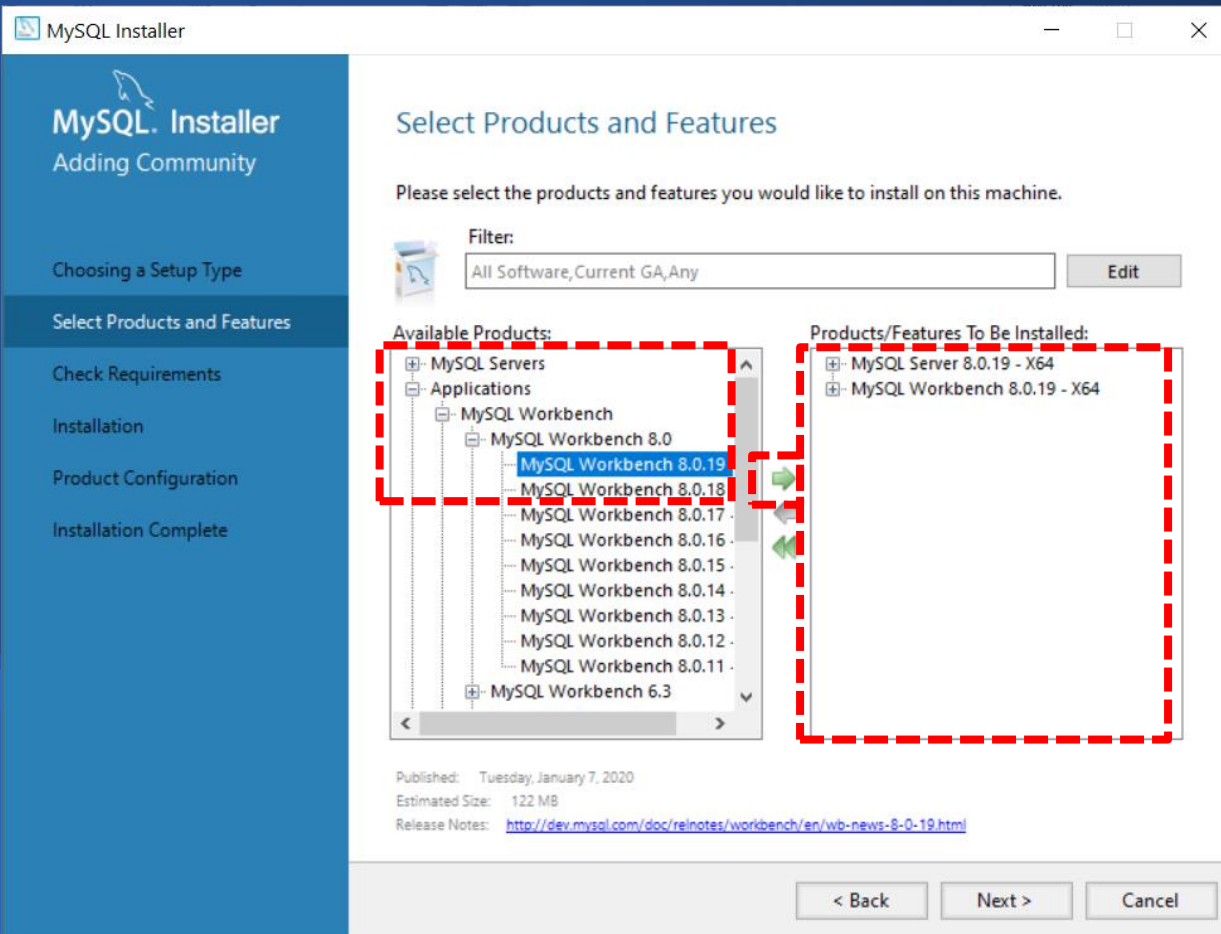 MySQL Installer
MySQL. Installer
Adding Community
Choosing a Setup Type
Select Products and Features
Check Requirements
Installation
Product Configuration
Installation Complete
Select Products and Features
Please select the products and features you would like to install on this machine.
Filter:
All Software,Current GA,Any
Edit
Available Products:
MySQL Servers
Applications
MySQL Workbench
MySQL Workbench 8.0
MySQL Workbench 8.0.19
MySQL Workbench 8.0.18
MySQL Workbench 8.0.17 -
MySQL Workbench 8.0.16 -
MySQL Workbench 8.0.15 -
MySQL Workbench 8.0.14 -
MySQL Workbench 8.0.13 -
MySQL Workbench 8.0.12 -
MySQL Workbench 8.0.11 -
MySQL Workbench 6.3
Products/Features To Be Installed:
MySQL Server 8.0.19 - X64
MySQL Workbench 8.0.19 - X64
Published: Tuesday, January 7, 2020
Estimated Size: 122 MB
Release Notes: http://dev.mysql.com/doc/relnotes/workbench/en/wb-news-8-0-19.html
< Back Next > Cancel